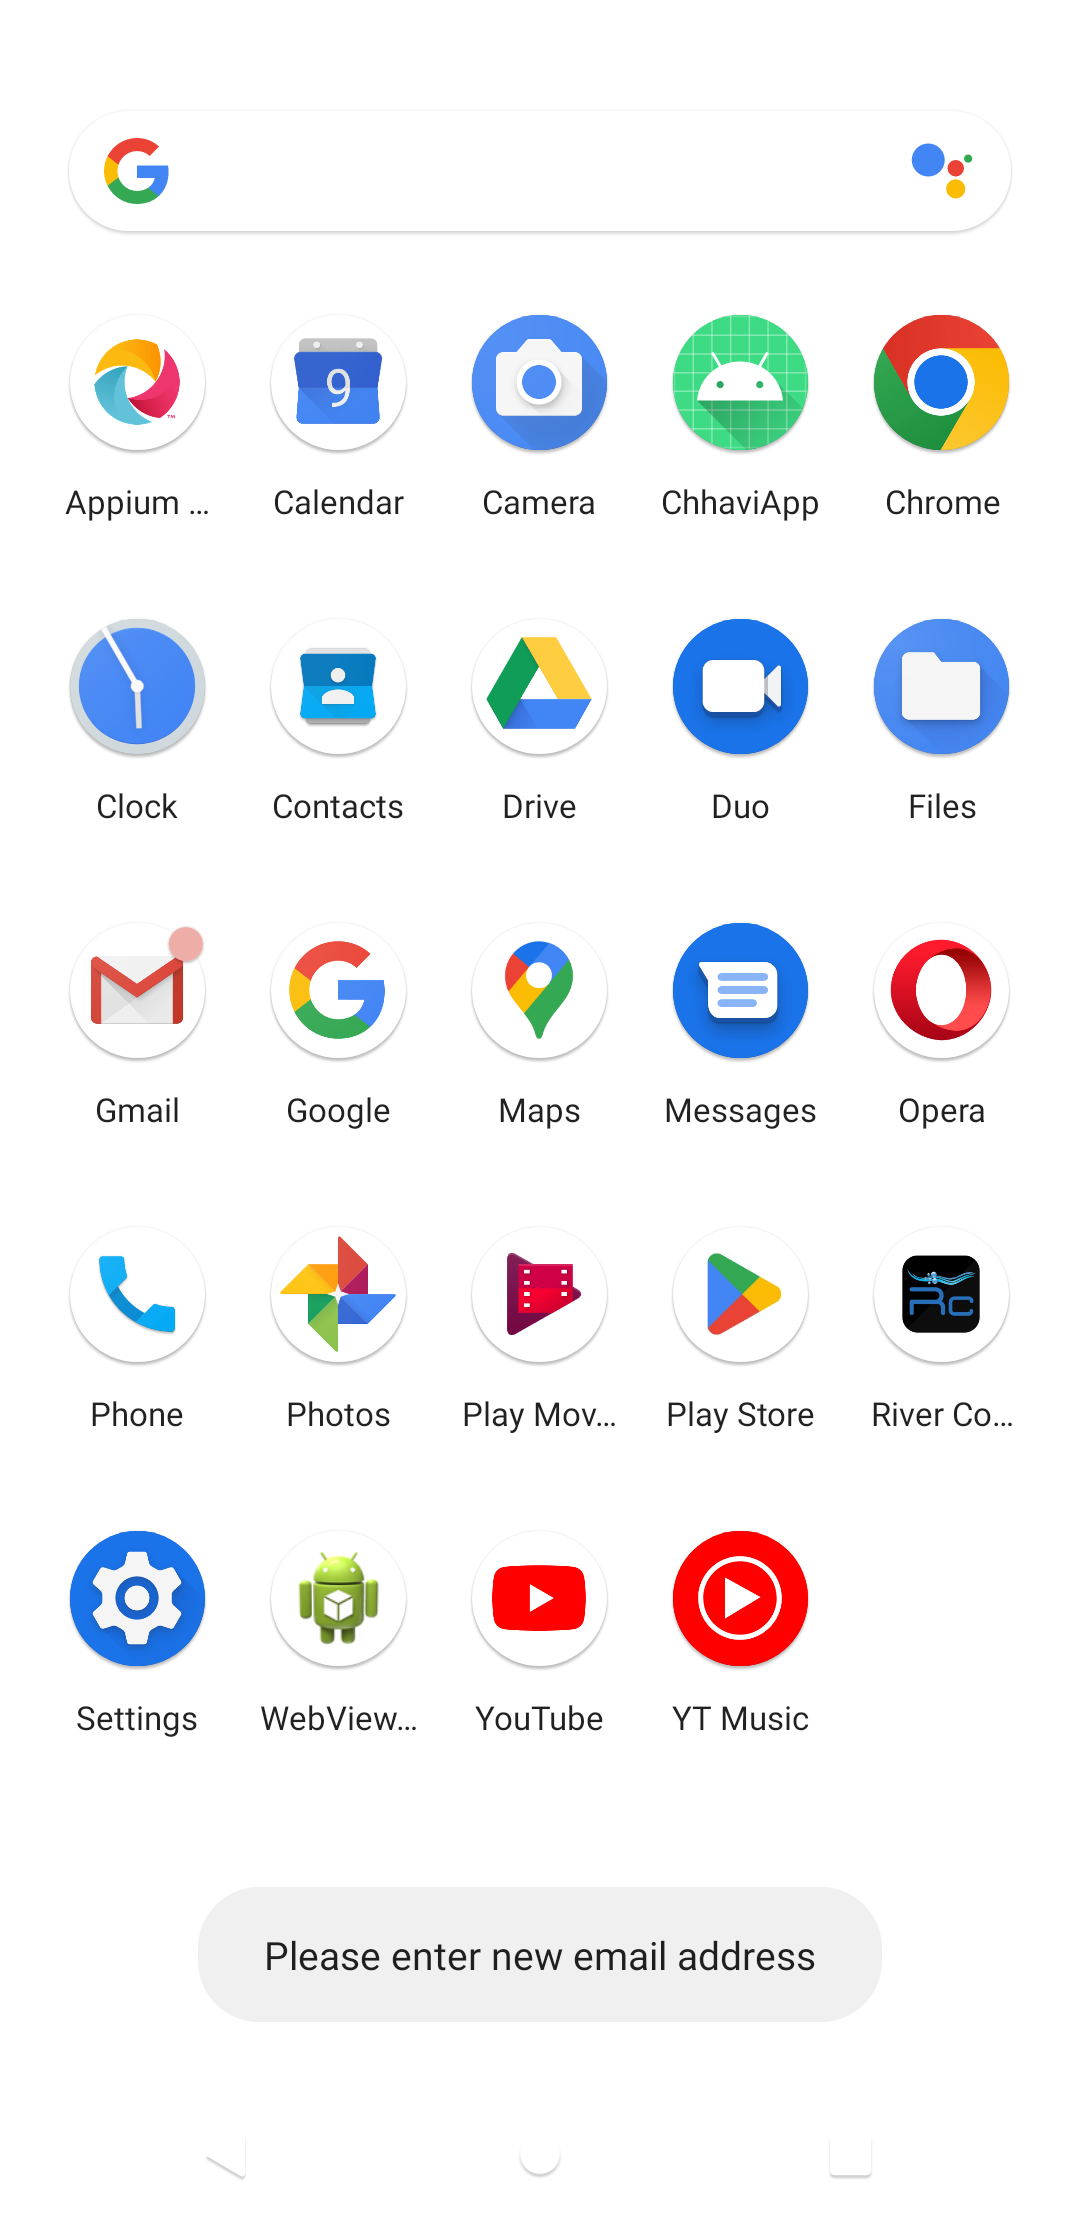 Appium ...
Calendar
Camera
ChhaviApp
Chrome
Clock
Contacts
Drive
Duo
Files
Gmail
Google
Maps
Messages
Opera
Phone
Photos
Play Mov...
Play Store
River Co...
Settings
WebView...
YouTube
YT Music
Please enter new email address